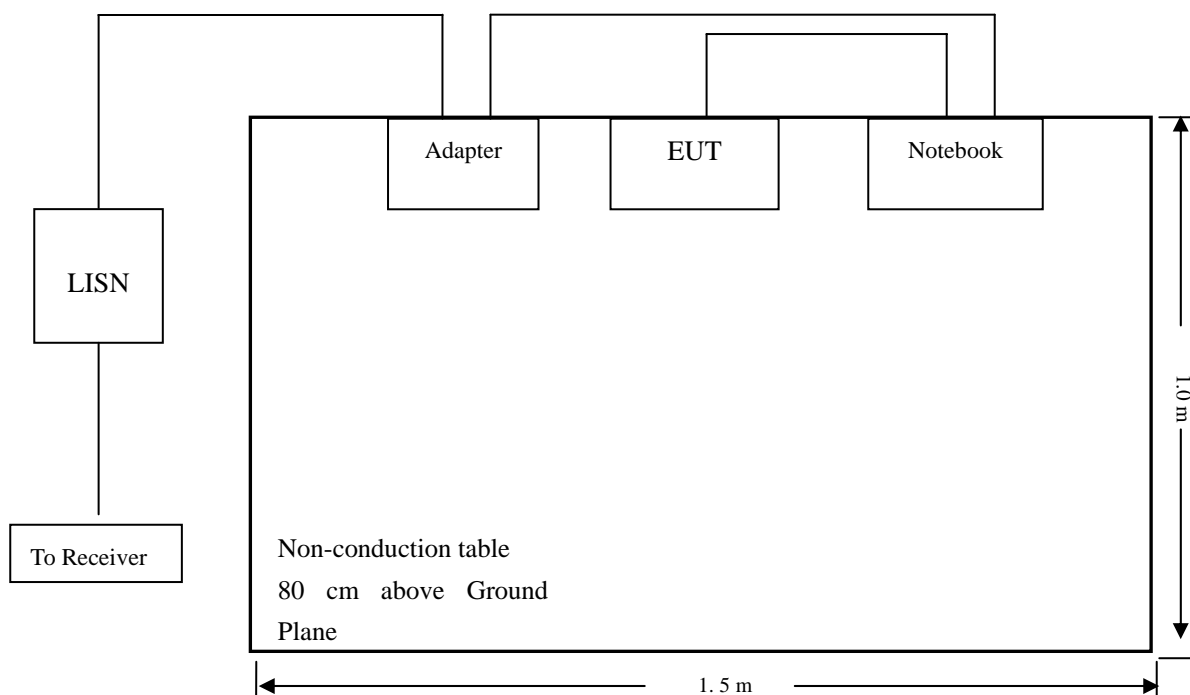 Adapter
EUT
Notebook
LISN
1.0 m
To Receiver
Non-conduction table
80 cm above Ground
Plane
1. 5 m